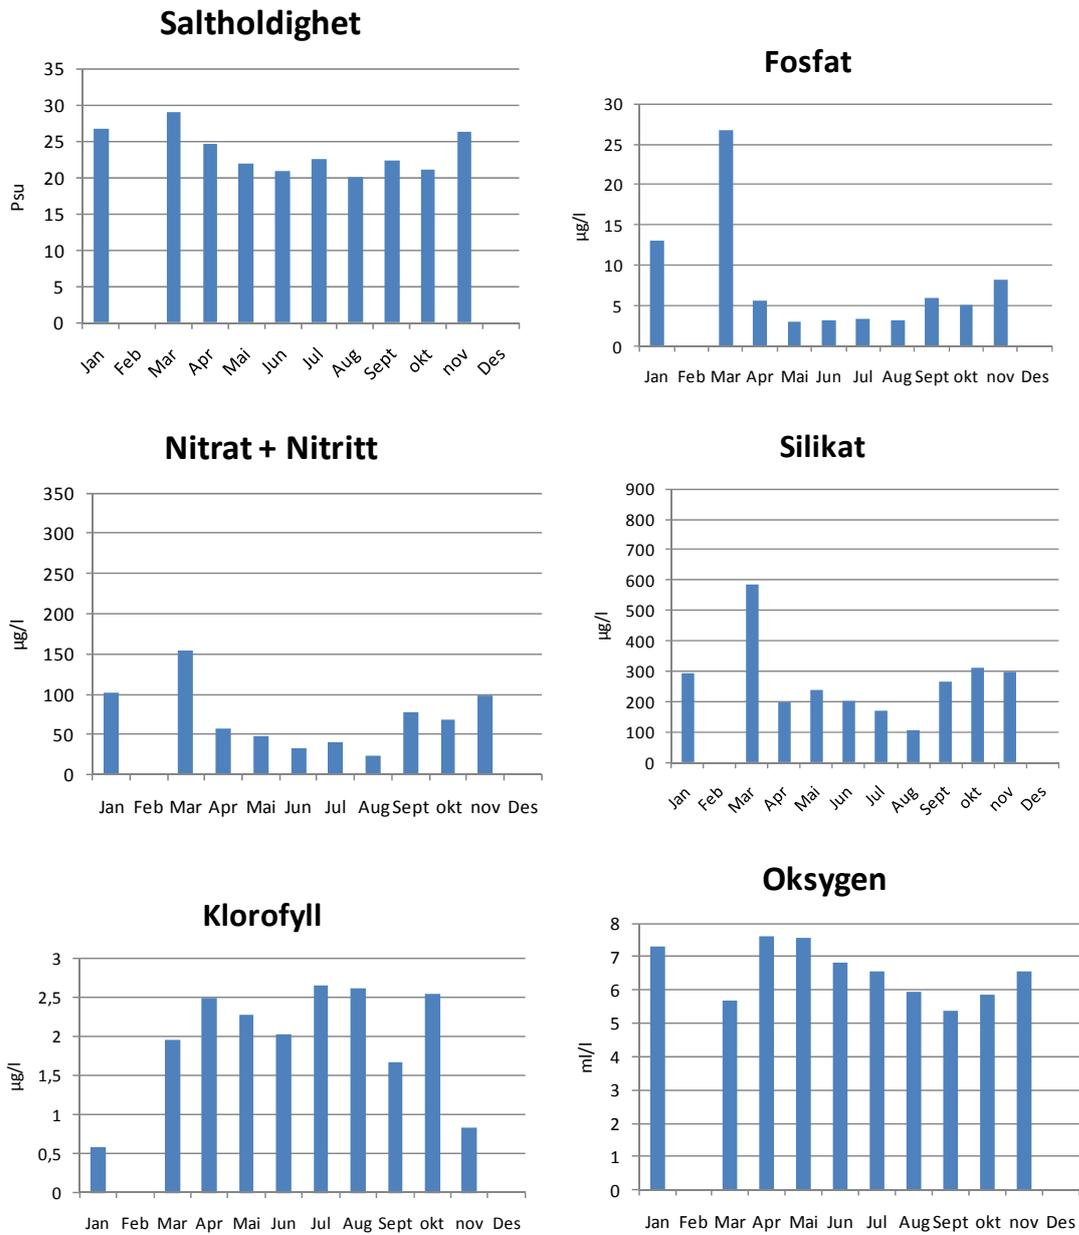 Saltholdighet
35
30
25
20
15
10
5
0
Psu
Jan Feb Mar Apr Mai Jun Jul Aug Sept okt nov Des
Fosfat
30
25
20
15
10
5
0
µg/l
Jan Feb Mar Apr Mai Jun Jul Aug Sept okt nov Des
Nitrat + Nitritt
350
300
250
200
150
100
50
0
µg/l
Jan Feb Mar Apr Mai Jun Jul Aug Sept okt nov Des
Silikat
900
800
700
600
500
400
300
200
100
0
µg/l
Jan Feb Mar Apr Mai Jun Jul Aug Sept okt nov Des
Klorofyll
3
2,5
2
1,5
1
0,5
0
µg/l
Jan Feb Mar Apr Mai Jun Jul Aug Sept okt nov Des
Oksygen
8
7
6
5
4
3
2
1
0
ml/l
Jan Feb Mar Apr Mai Jun Jul Aug Sept okt nov Des